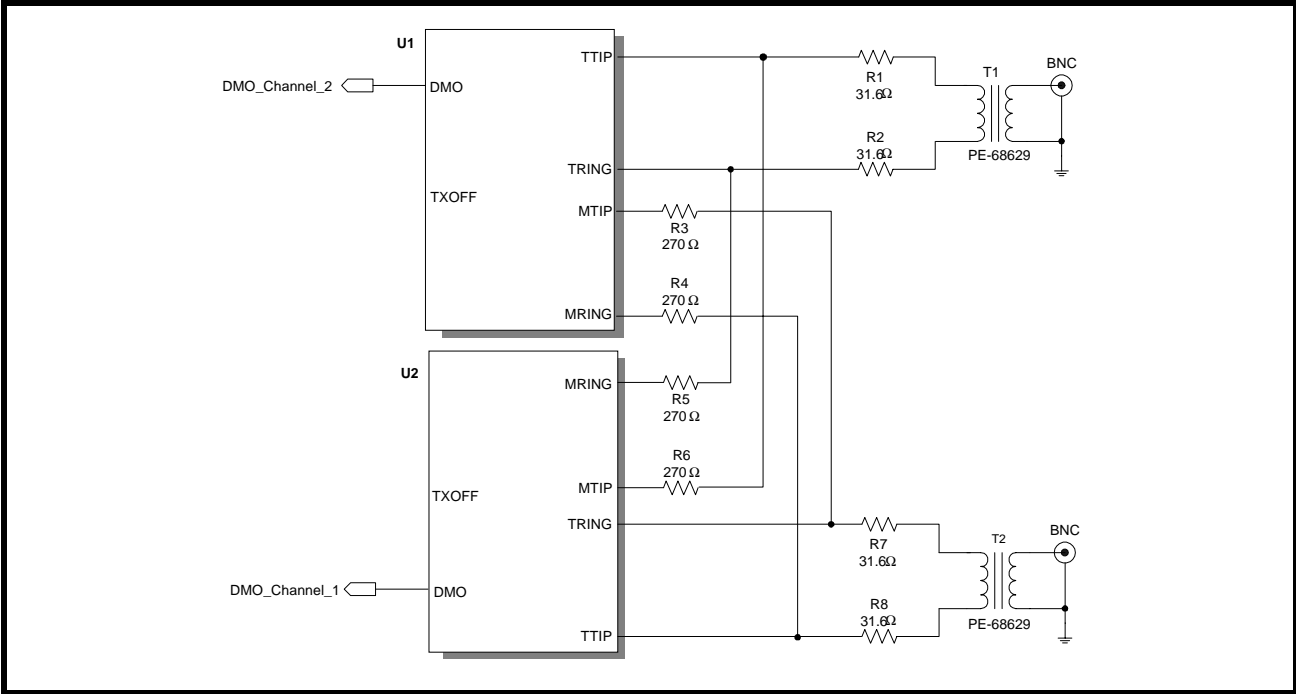 U1
TTIP
BNC
T1
DMO_Channel_2
DMO
R1
31.6Ω
R2
31.6Ω
PE-68629
TRING
TXOFF
MTIP
R3
270 Ω
R4
270 Ω
MRING
U2
MRING
R5
270 Ω
R6
270 Ω
MTIP
TXOFF
TRING
BNC
T2
R7
31.6Ω
DMO_Channel_1
DMO
R8
31.6Ω
PE-68629
TTIP